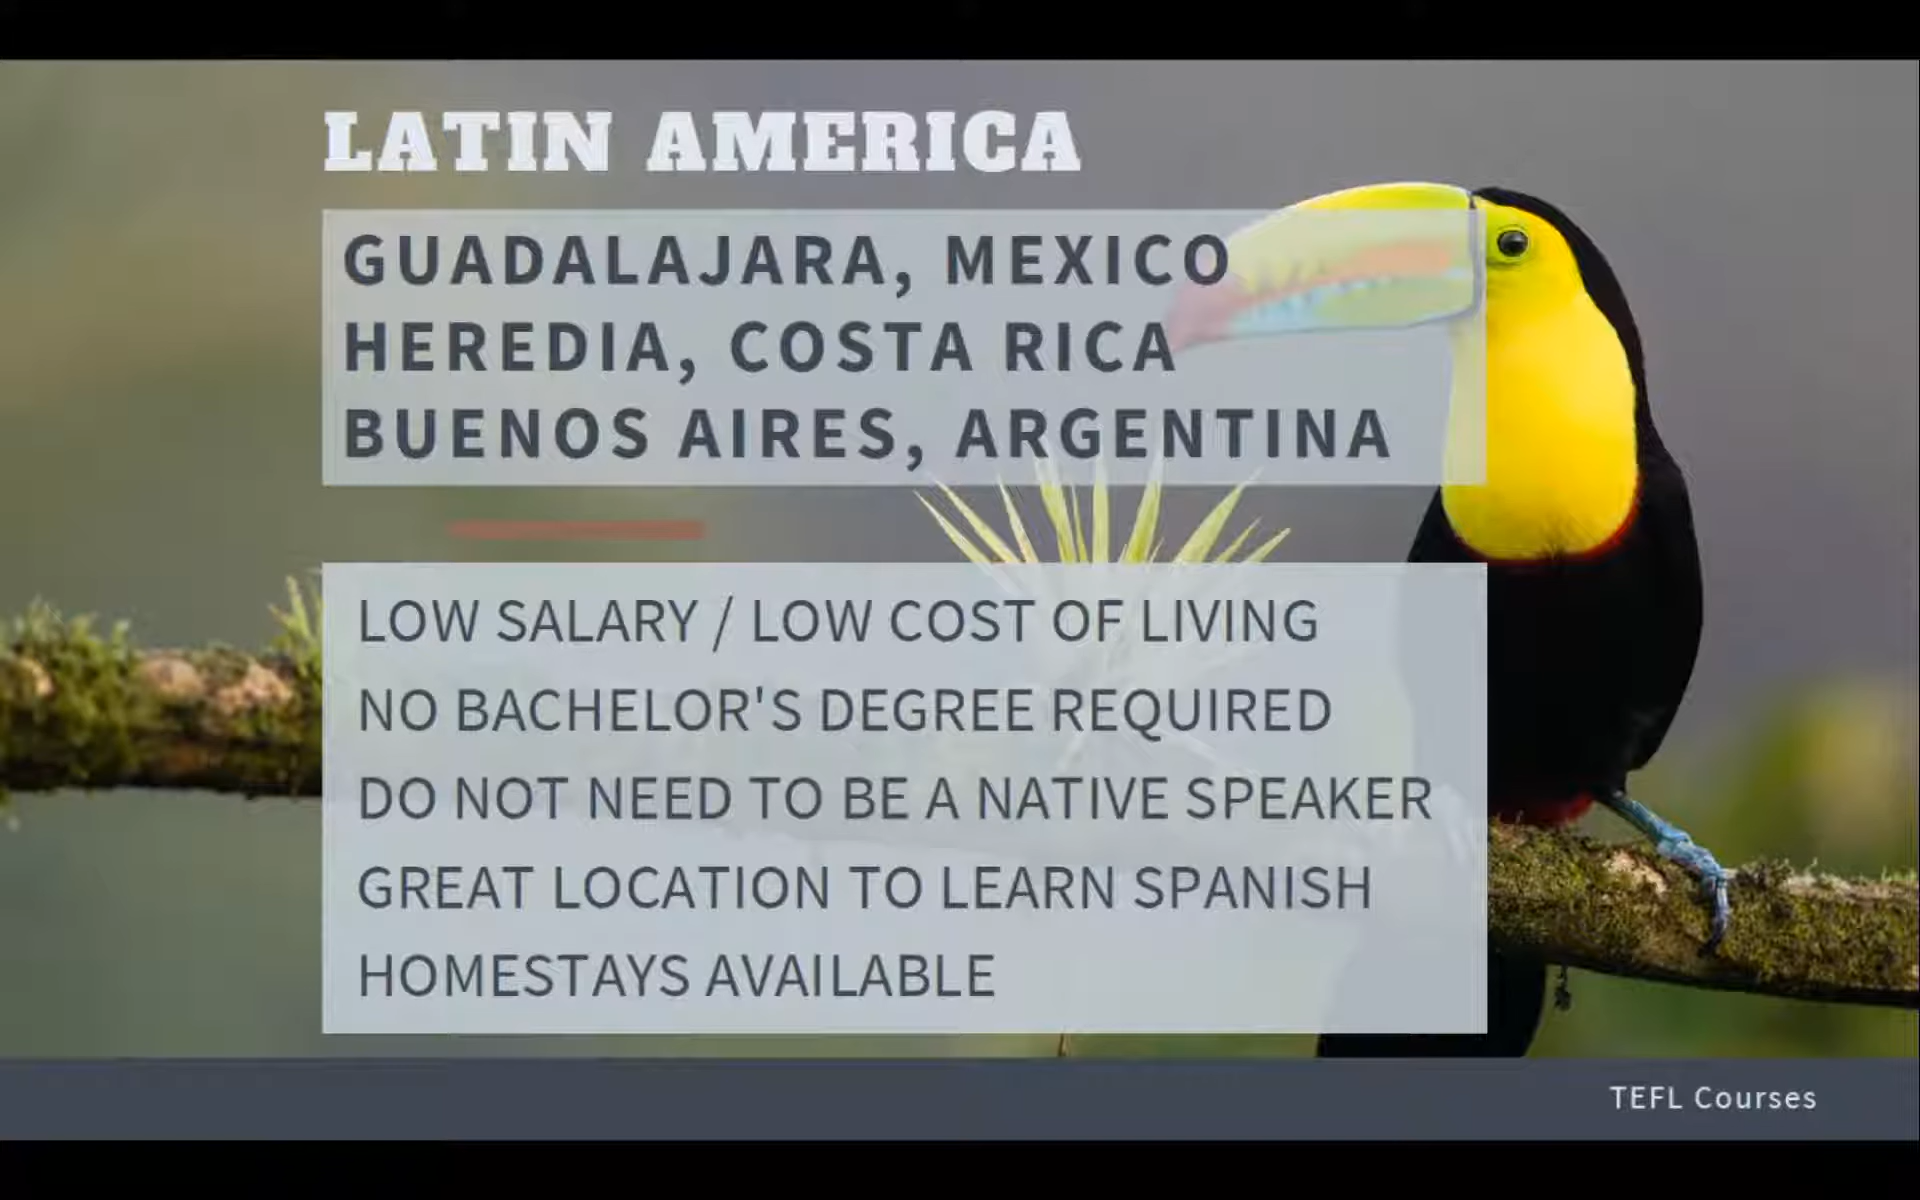 LATIN AMERICA
GUADALAJARA, MEXICO
HEREDIA, COSTA RICA
BUENOS AIRES, ARGENTINA
LOW SALARY / LOW COST OF LIVING
NO BACHELOR'S DEGREE REQUIRED
DO NOT NEED TO BE A NATIVE SPEAKER
GREAT LOCATION TO LEARN SPANISH
HOMESTAYS AVAILABLE
TEFL Courses